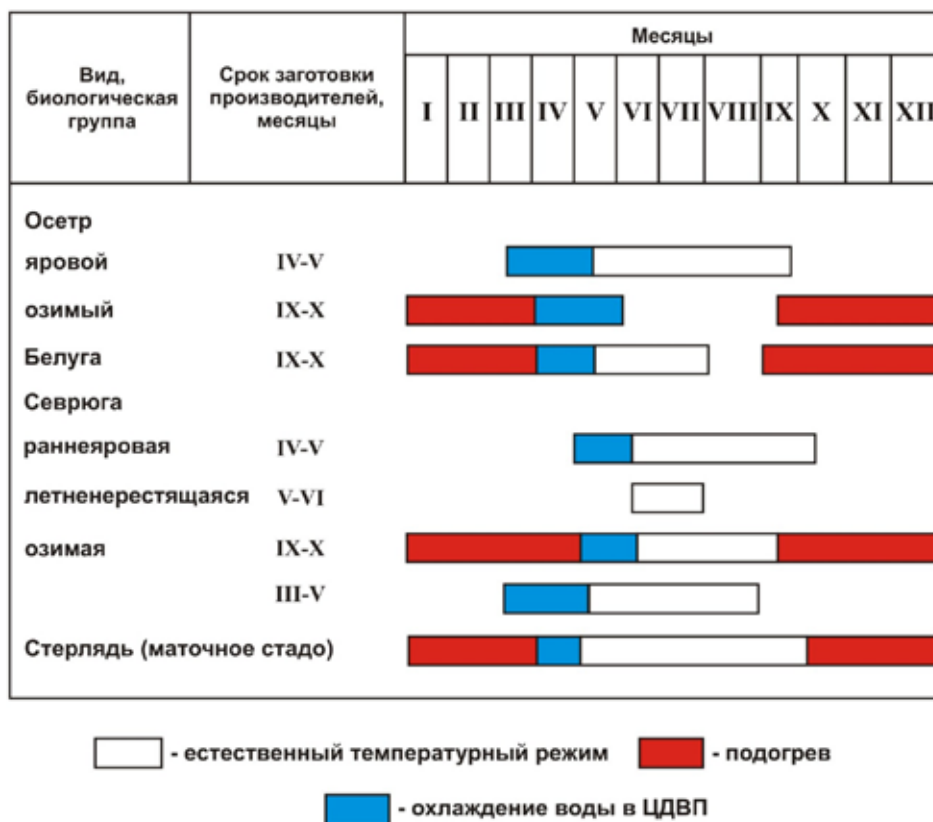 Месяцы
Вид,
биологическая
группа
Срок заготовки
производителей,
месяцы
I II III IV V VI VII VIII IX X XI XII
Осетр
яровой IV-V
озимый IX-X
Белуга IX-X
Севрюга
раннеяровая IV-V
летненерестящаяся V-VI
озимая IX-X
III-V
Стерлядь (маточное стадо)
- естественный температурный режим - подогрев
- охлаждение воды в ЦДВП